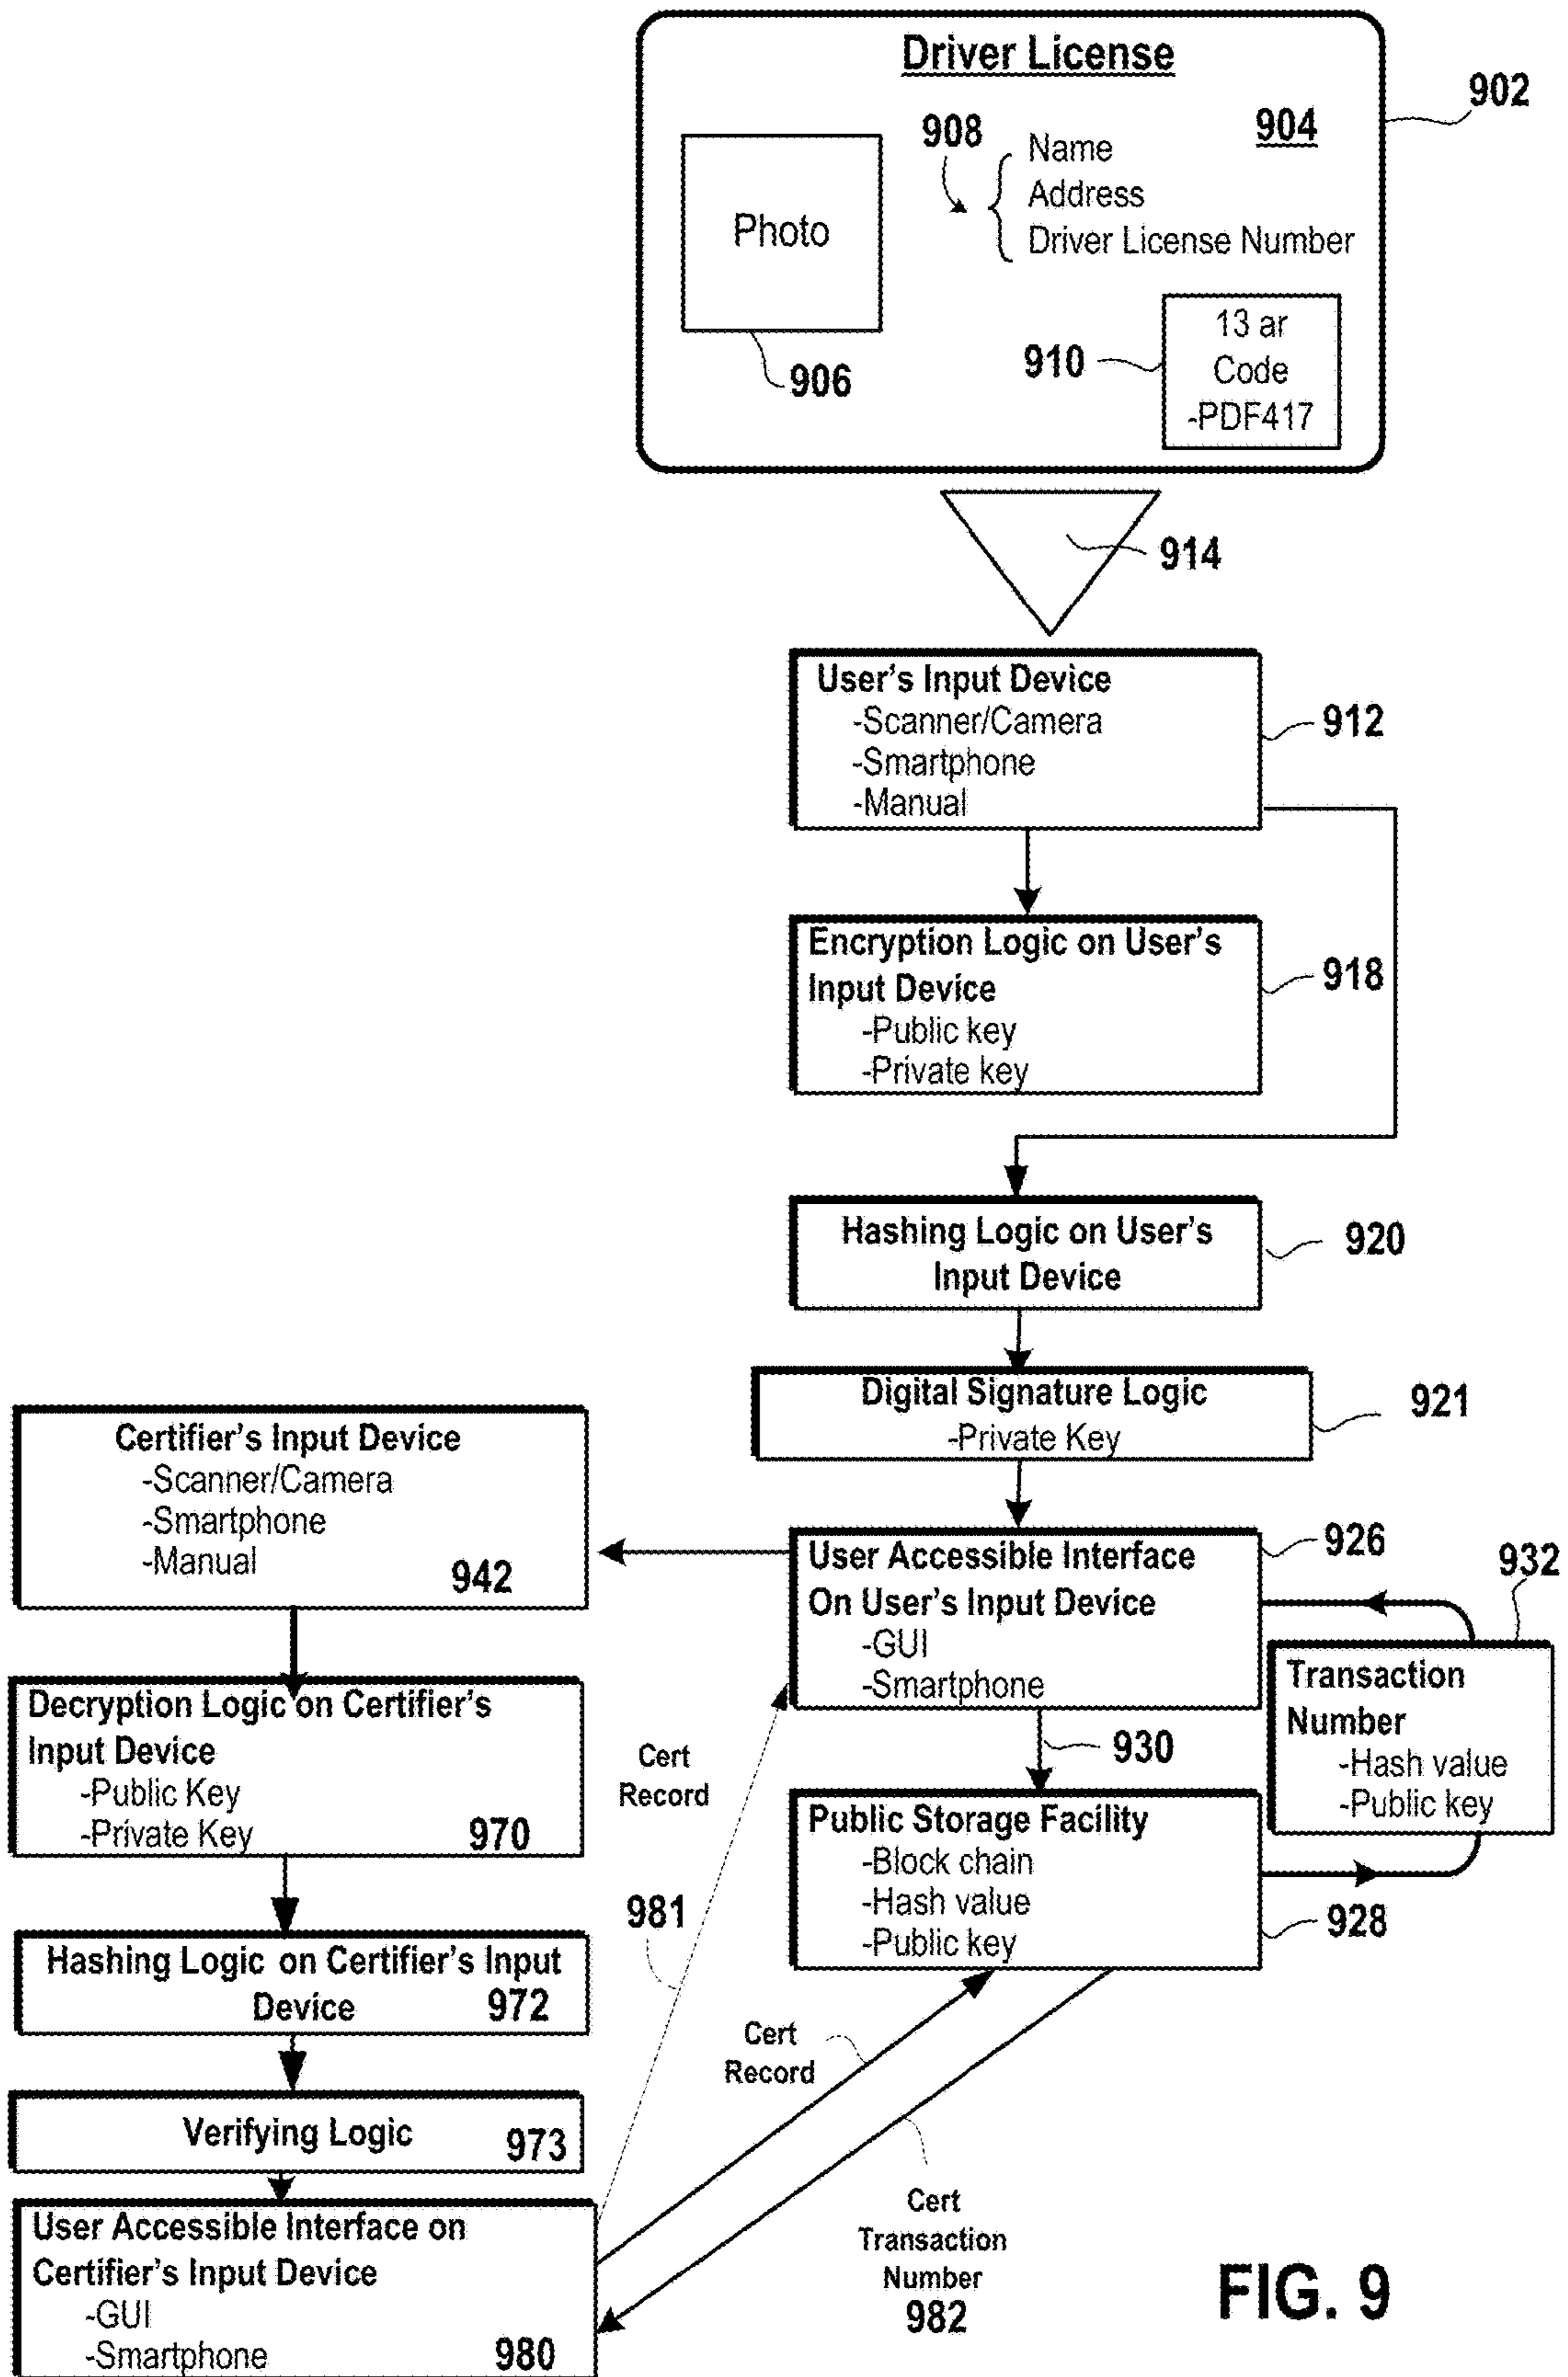 Driver License
902
904
908
Name
Address
Driver License Number
Photo
906
910
13 ar
Code
-PDF417
914
User's Input Device
-Scanner/Camera
-Smartphone
-Manual
912
Encryption Logic on User's
Input Device
-Public key
-Private key
918
Hashing Logic on User's
Input Device
920
Digital Signature Logic
-Private Key
921
Certifier's Input Device
-Scanner/Camera
-Smartphone
-Manual
942
User Accessible Interface
On User's Input Device
-GUI
-Smartphone
926
932
Transaction
Number
-Hash value
-Public key
Decryption Logic on Certifier's
Input Device
-Public Key
-Private Key
970
Cert
Record
930
Public Storage Facility
-Block chain
-Hash value
-Public key
928
981
Hashing Logic on Certifier's Input
Device
972
Cert
Record
Verifying Logic
973
User Accessible Interface on
Certifier's Input Device
-GUI
-Smartphone
980
Cert
Transaction
Number
982
FIG. 9